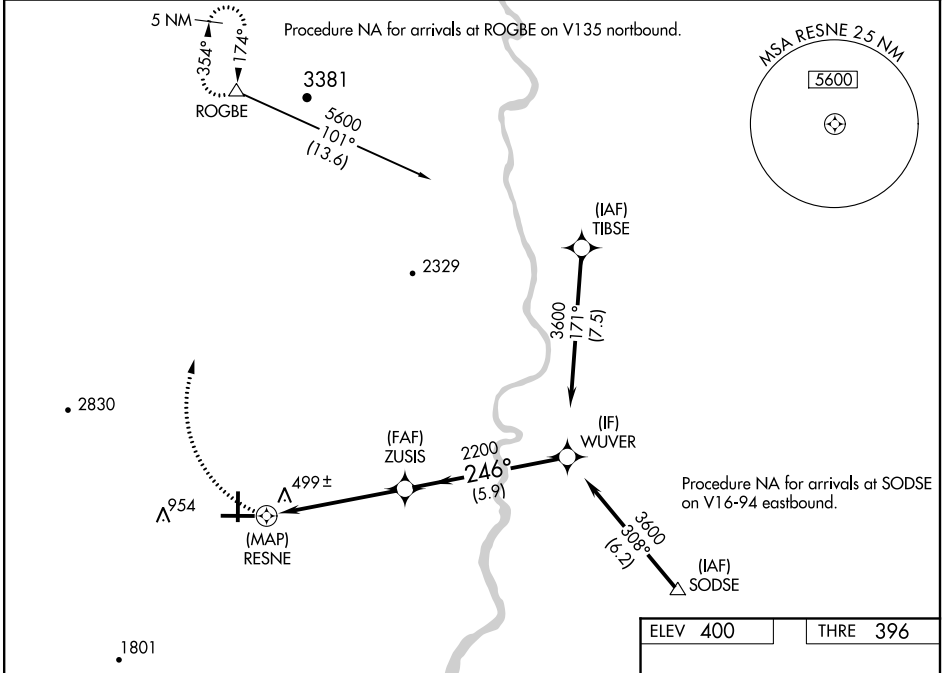 5 NM
354°
174°
ROGBE
Procedure NA for arrivals at ROGBE on V135 northbound.
3381
5600
101°
(13.6)
MSA RESNE 25 NM
5600
(IAF)
TIBSE
3600
171°
(7.5)
2329
2830
(IF)
WUVER
(FAF)
ZUSIS
2200
246°
(5.9)
499±
954
(MAP)
RESNE
Procedure NA for arrivals at SODSE
on V16-94 eastbound.
3600
308°
(6.2)
(IAF)
SODSE
1801
ELEV 400
THRE 396